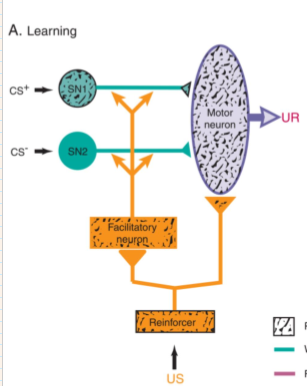 A. Learning
CS+
SN1
Motor
neuron
UR
CS-
SN2
Facilitatory
neuron
Reinforcer
US